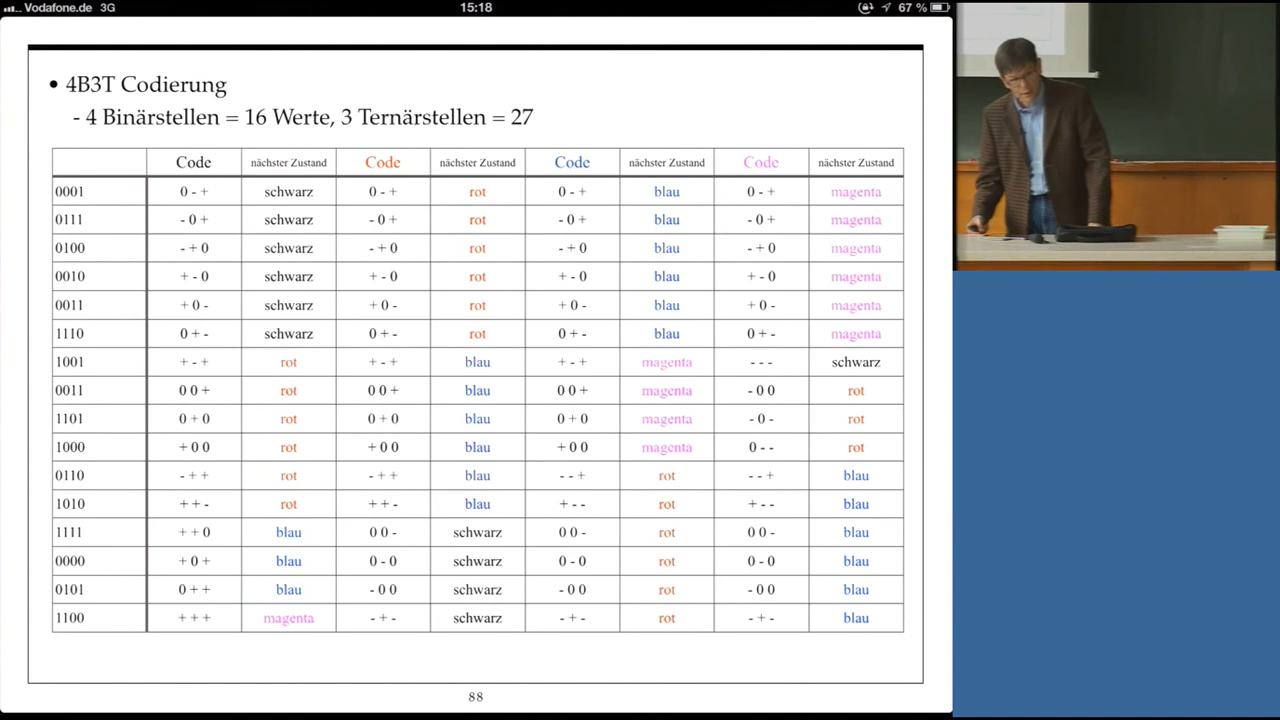 Vodafone.de 3G 15:18 67 %
• 4B3T Codierung
- 4 Binärstellen = 16 Werte, 3 Ternärstellen = 27
Code nächster Zustand Code nächster Zustand Code nächster Zustand Code nächster Zustand
0001 0 - + schwarz 0 - + rot 0 - + blau 0 - + magenta
0111 - 0 + schwarz - 0 + rot - 0 + blau - 0 + magenta
0100 - + 0 schwarz - + 0 rot - + 0 blau - + 0 magenta
0010 + - 0 schwarz + - 0 rot + - 0 blau + - 0 magenta
0011 + 0 - schwarz + 0 - rot + 0 - blau + 0 - magenta
1110 0 + - schwarz 0 + - rot 0 + - blau 0 + - magenta
1001 + - + rot + - + blau + - + magenta - - - schwarz
0011 0 0 + rot 0 0 + blau 0 0 + magenta - 0 0 rot
1101 0 + 0 rot 0 + 0 blau 0 + 0 magenta - 0 - rot
1000 + 0 0 rot + 0 0 blau + 0 0 magenta 0 - - rot
0110 - + + rot - + + blau - - + rot - - + blau
1010 + + - rot + + - blau + - - rot + - - blau
1111 + + 0 blau 0 0 - schwarz 0 0 - rot 0 0 - blau
0000 + 0 + blau 0 - 0 schwarz 0 - 0 rot 0 - 0 blau
0101 0 + + blau - 0 0 schwarz - 0 0 rot - 0 0 blau
1100 + + + magenta - + - schwarz - + - rot - + - blau
88